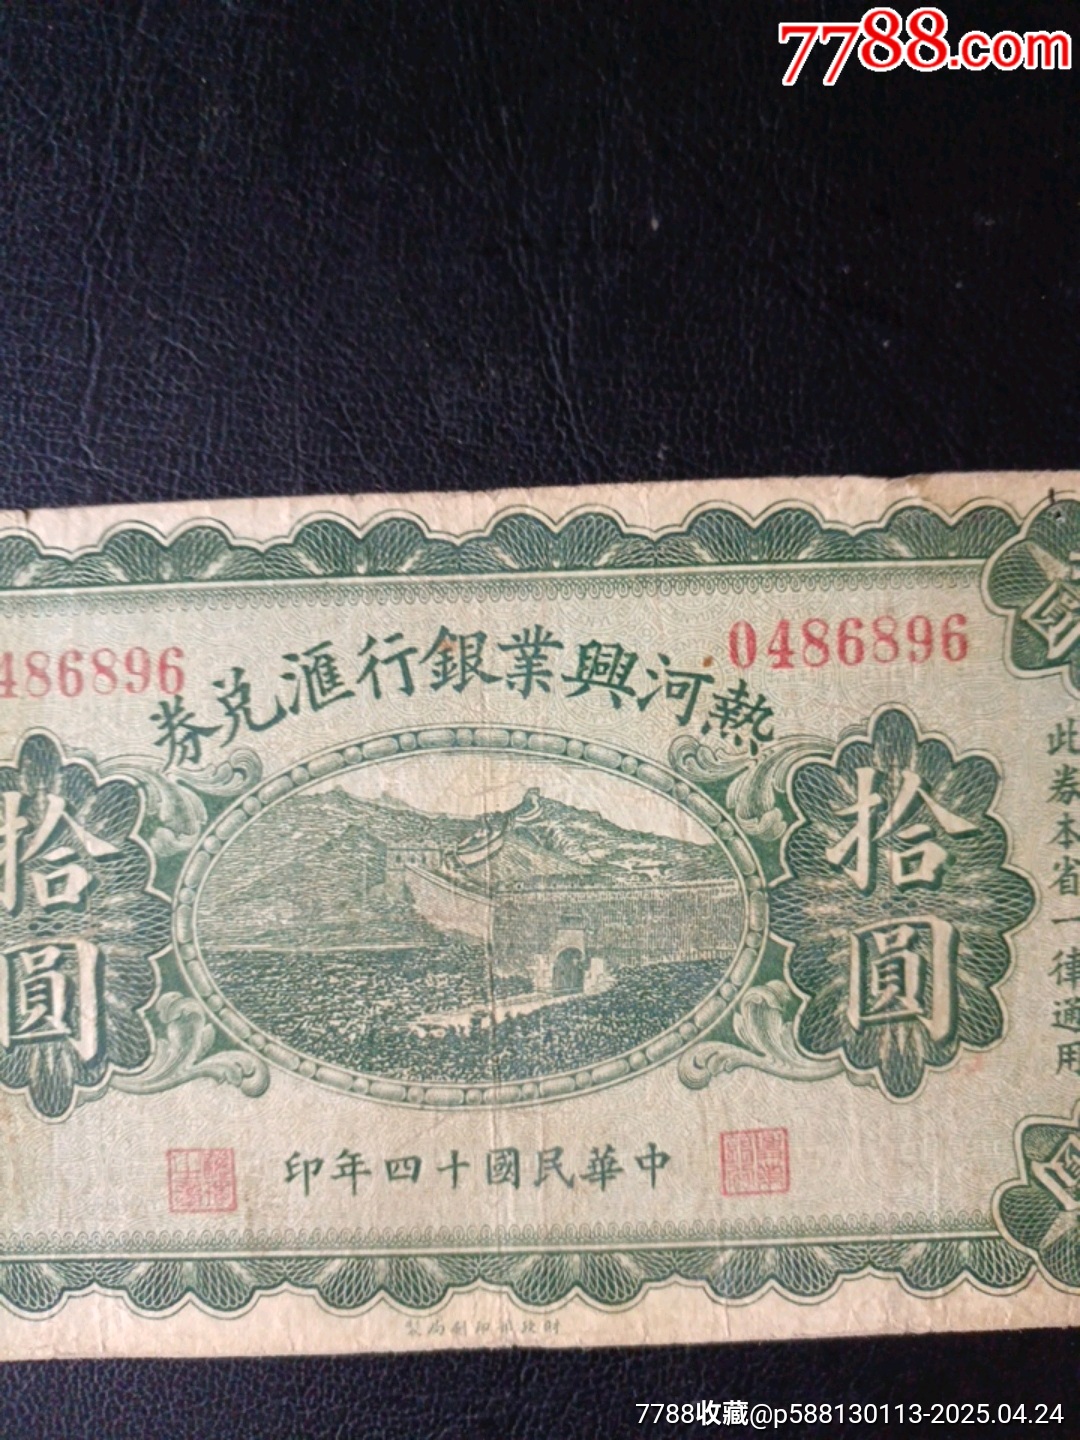 7788.com
熱河興業銀行滙兑券
0486896
486896
拾圓
拾圓
此券本省一律通用
圓
中華民國十四年印
財政部印刷局製
7788收藏@p588130113-2025.04.24